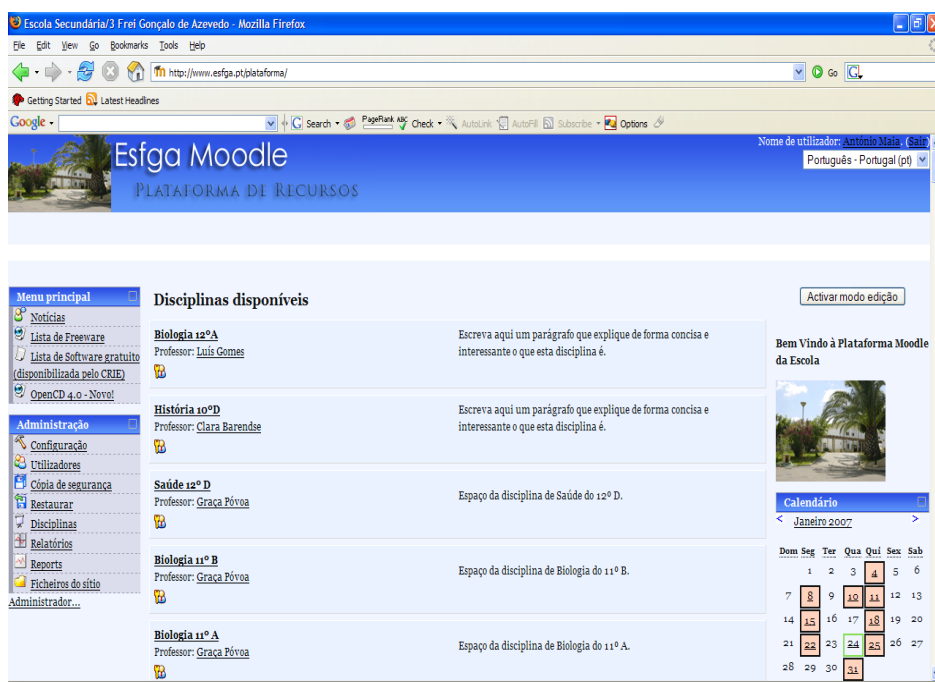 Escola Secundária/3 Frei Gonçalo de Azevedo - Mozilla Firefox
File Edit View Go Bookmarks Tools Help
http://www.esfga.pt/plataforma/
Go
Getting Started Latest Headlines
Google Search PageRank ABC Check AutoLink AutoFill Subscribe Options
Esfga Moodle
Plataforma de Recursos
Nome de utilizador: António Maia. (Sair)
Português - Portugal (pt)
Menu principal
Notícias
Lista de Freeware
Lista de Software gratuito
(disponibilizada pelo CRIE)
OpenCD 4.0 - Novo!
Administração
Configuração
Utilizadores
Cópia de segurança
Restaurar
Disciplinas
Relatórios
Reports
Ficheiros do sítio
Administrador...
Disciplinas disponíveis
Biologia 12ºA
Professor: Luís Gomes
Escreva aqui um parágrafo que explique de forma concisa e
interessante o que esta disciplina é.
História 10ºD
Professor: Clara Barendse
Escreva aqui um parágrafo que explique de forma concisa e
interessante o que esta disciplina é.
Saúde 12º D
Professor: Graça Póvoa
Espaço da disciplina de Saúde do 12º D.
Biologia 11º B
Professor: Graça Póvoa
Espaço da disciplina de Biologia do 11º B.
Biologia 11º A
Professor: Graça Póvoa
Espaço da disciplina de Biologia do 11º A.
Activar modo edição
Bem Vindo à Plataforma Moodle
da Escola
Calendário
< Janeiro 2007 >
Dom Seg Ter Qua Qui Sex Sab
1 2 3 4 5 6
7 8 9 10 11 12 13
14 15 16 17 18 19 20
21 22 23 24 25 26 27
28 29 30 31